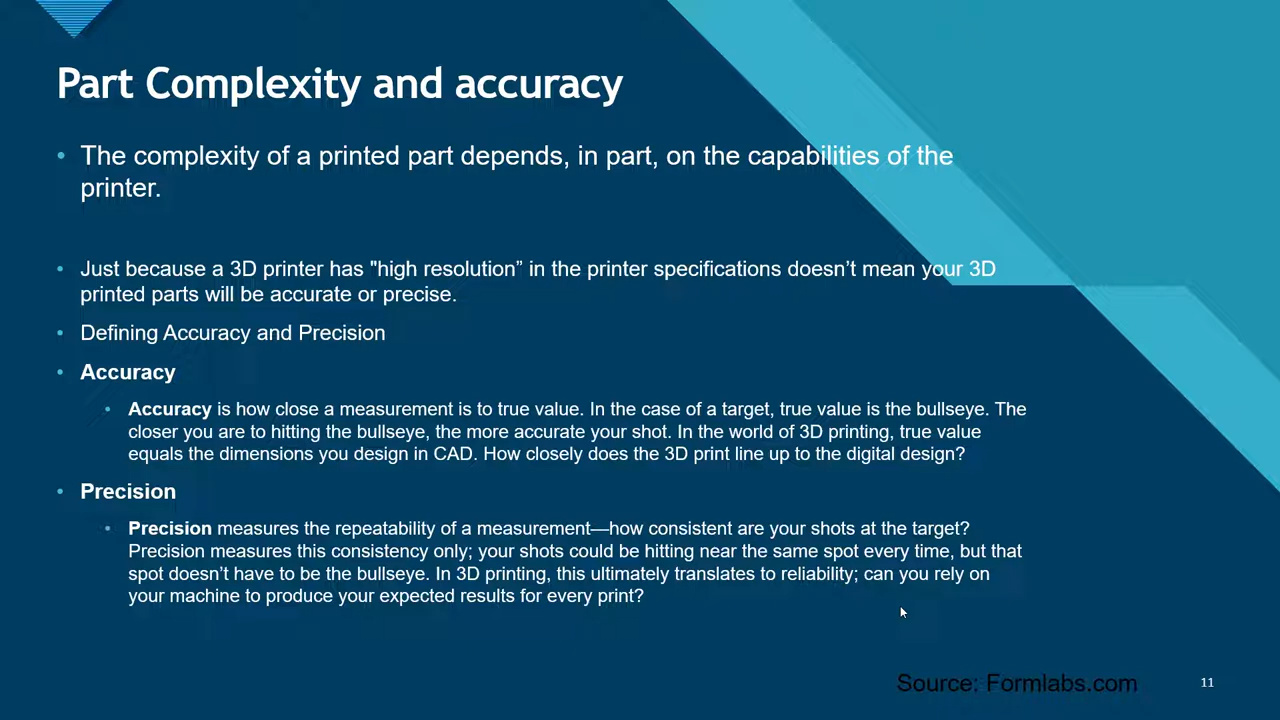 Part Complexity and accuracy
• The complexity of a printed part depends, in part, on the capabilities of the
printer.
• Just because a 3D printer has "high resolution” in the printer specifications doesn’t mean your 3D
printed parts will be accurate or precise.
• Defining Accuracy and Precision
• Accuracy
• Accuracy is how close a measurement is to true value. In the case of a target, true value is the bullseye. The
closer you are to hitting the bullseye, the more accurate your shot. In the world of 3D printing, true value
equals the dimensions you design in CAD. How closely does the 3D print line up to the digital design?
• Precision
• Precision measures the repeatability of a measurement—how consistent are your shots at the target?
Precision measures this consistency only; your shots could be hitting near the same spot every time, but that
spot doesn’t have to be the bullseye. In 3D printing, this ultimately translates to reliability; can you rely on
your machine to produce your expected results for every print?
Source: Formlabs.com
11